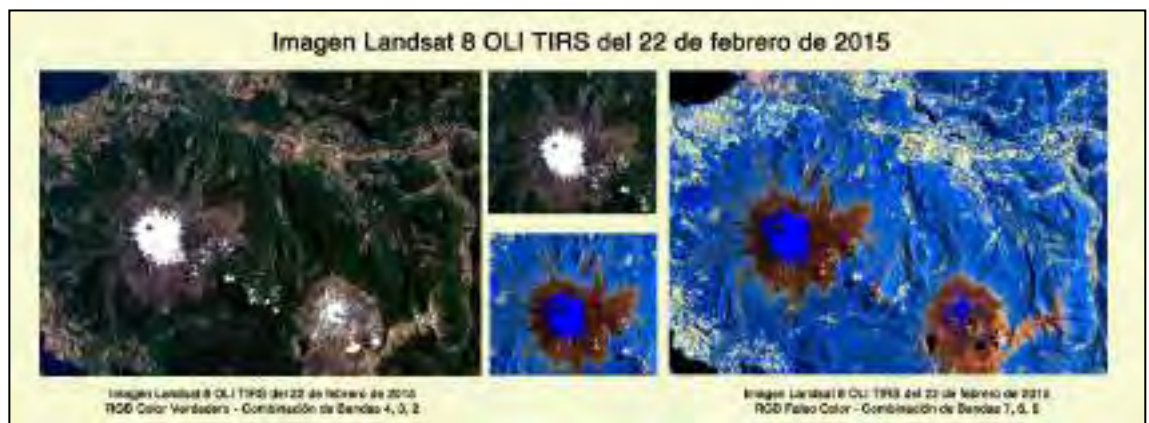 Imagen Landsat 8 OLI TIRS del 22 de febrero de 2015
Imagen Landsat 8 OLI TIRS del 22 de febrero de 2015
RGB Color Verdadero - Combinación de Bandas 4, 3, 2
Imagen Landsat 8 OLI TIRS del 22 de febrero de 2015
RGB Falso Color - Combinación de Bandas 7, 6, 5